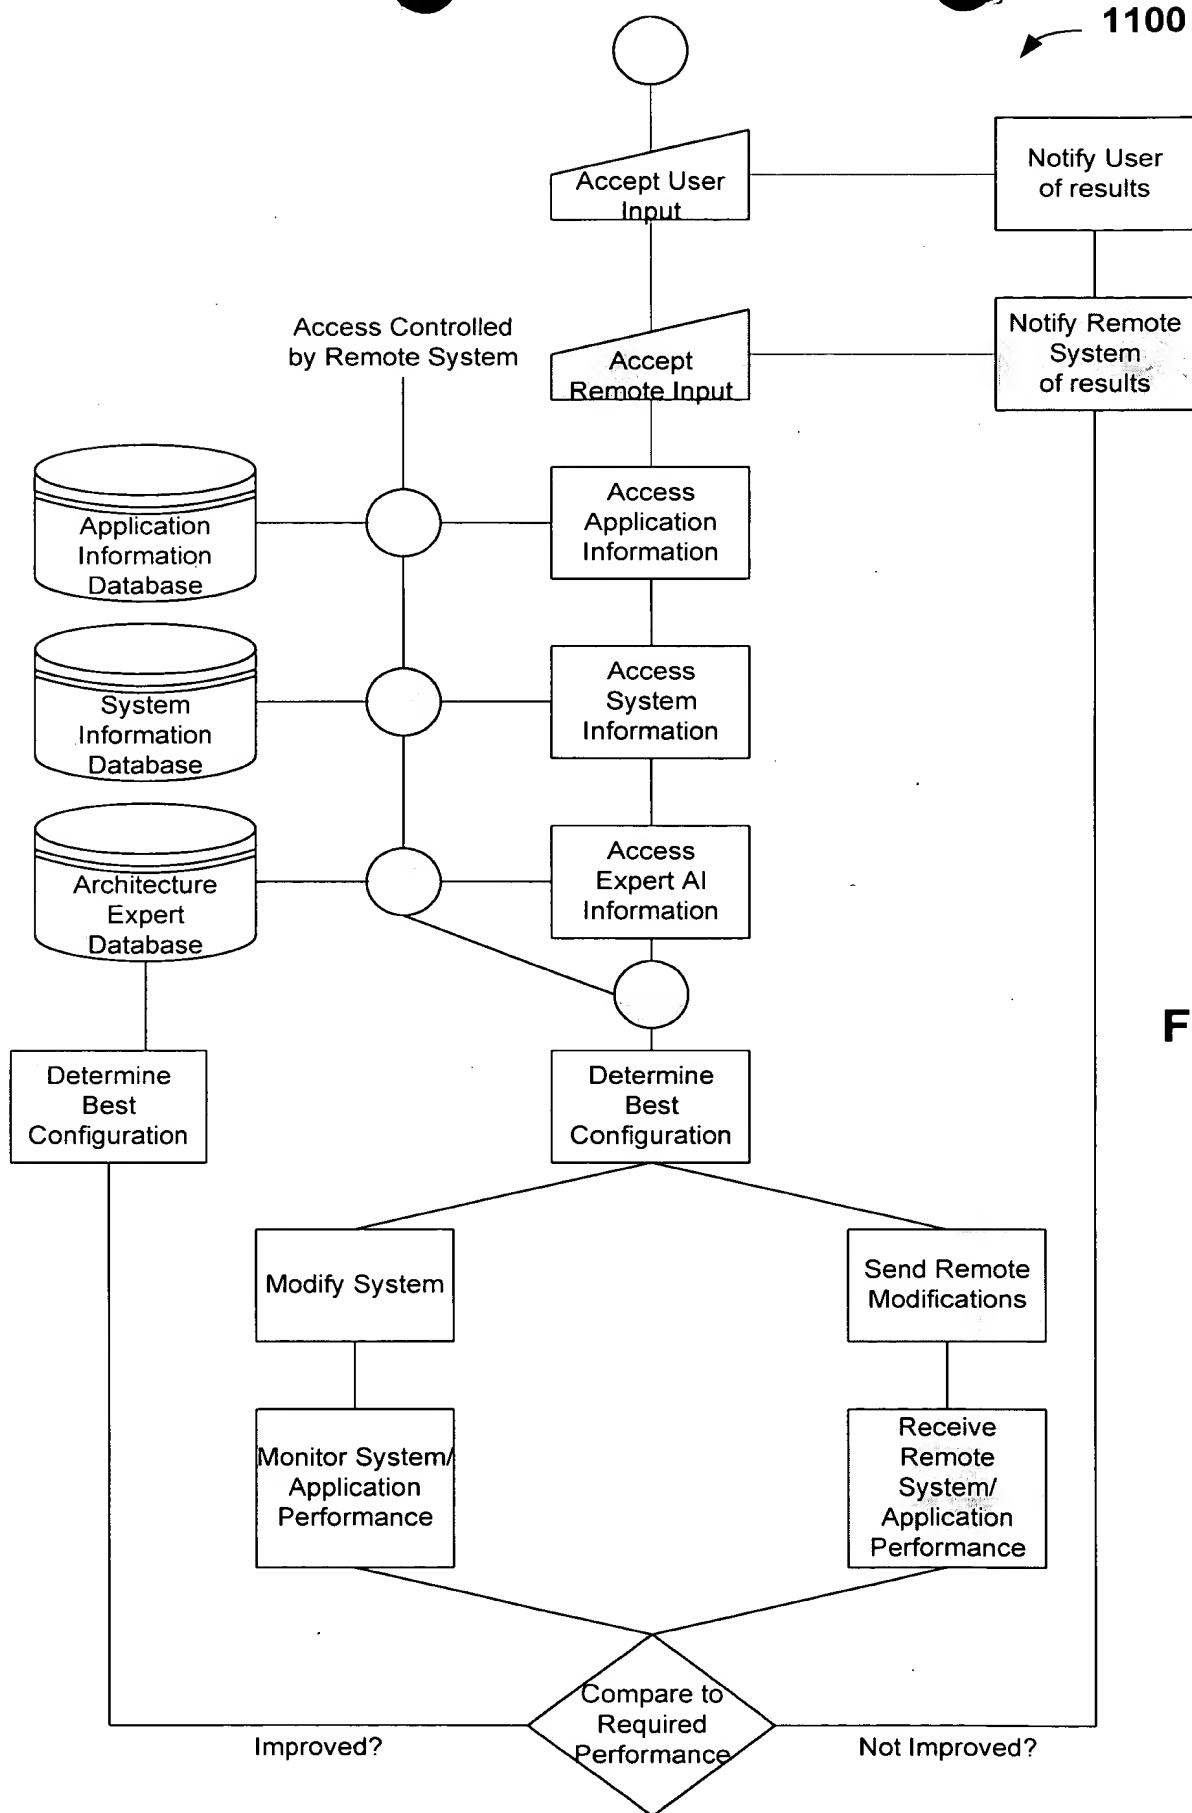 1100
Accept User
Input
Notify User
of results
Access Controlled
by Remote System
Accept
Remote Input
Notify Remote
System
of results
Application
Information
Database
Access
Application
Information
System
Information
Database
Access
System
Information
Architecture
Expert
Database
Access
Expert AI
Information
F
Determine
Best
Configuration
Determine
Best
Configuration
Modify System
Send Remote
Modifications
Monitor System/
Application
Performance
Receive
Remote
System/
Application
Performance
Compare to
Required
Performance
Improved?
Not Improved?